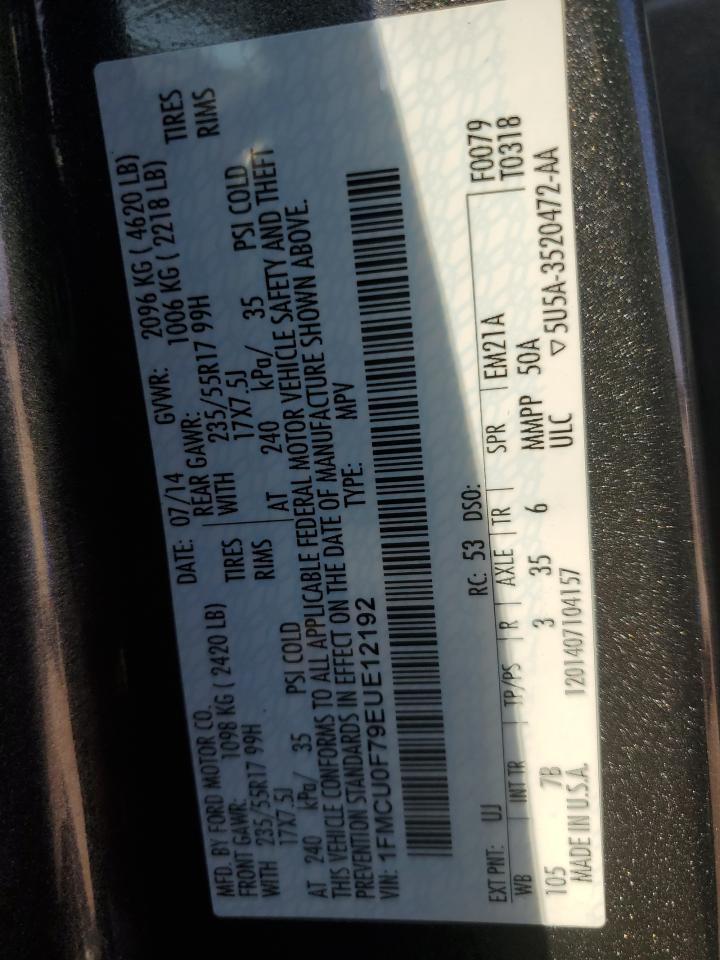 MFD. BY FORD MOTOR CO. DATE: 07/14 GVWR: 2096 KG ( 4620 LB)
FRONT GAWR: 1098 KG ( 2420 LB) REAR GAWR: 1006 KG ( 2218 LB)
WITH 235/55R17 99H TIRES WITH 235/55R17 99H TIRES
17X7.5J RIMS 17X7.5J RIMS
AT 240 kPa/ 35 PSI COLD AT 240 kPa/ 35 PSI COLD
THIS VEHICLE CONFORMS TO ALL APPLICABLE FEDERAL MOTOR VEHICLE SAFETY AND THEFT
PREVENTION STANDARDS IN EFFECT ON THE DATE OF MANUFACTURE SHOWN ABOVE.
VIN: 1FMCU0F79EUE12192 TYPE: MPV
EXT PNT: UJ RC: 53 DSO: F0079
WB INT TR TP/PS R AXLE TR SPR EM21A T0318
105 7B 3 35 6 MMPP 50A
ULC
MADE IN U.S.A. 1201407104157 ▽5U5A-3520472-AA